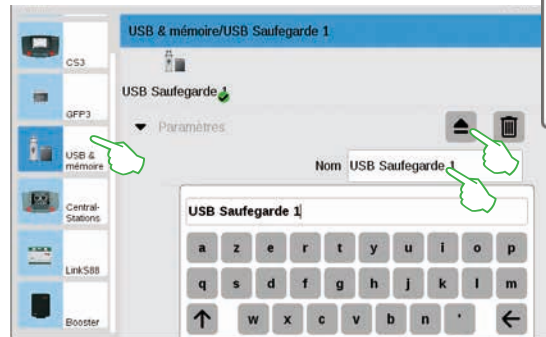 USB & mémoire/USB Saufegarde 1
CS3
USB Saufegarde 1
GFP3
Paramètres
USB &
mémoire
Nom USB Saufegarde 1
Central-
Stations
USB Saufegarde 1
a z e r t y u i o p
LinkS88
q s d f g h j k l m
Booster
w x c v b n '